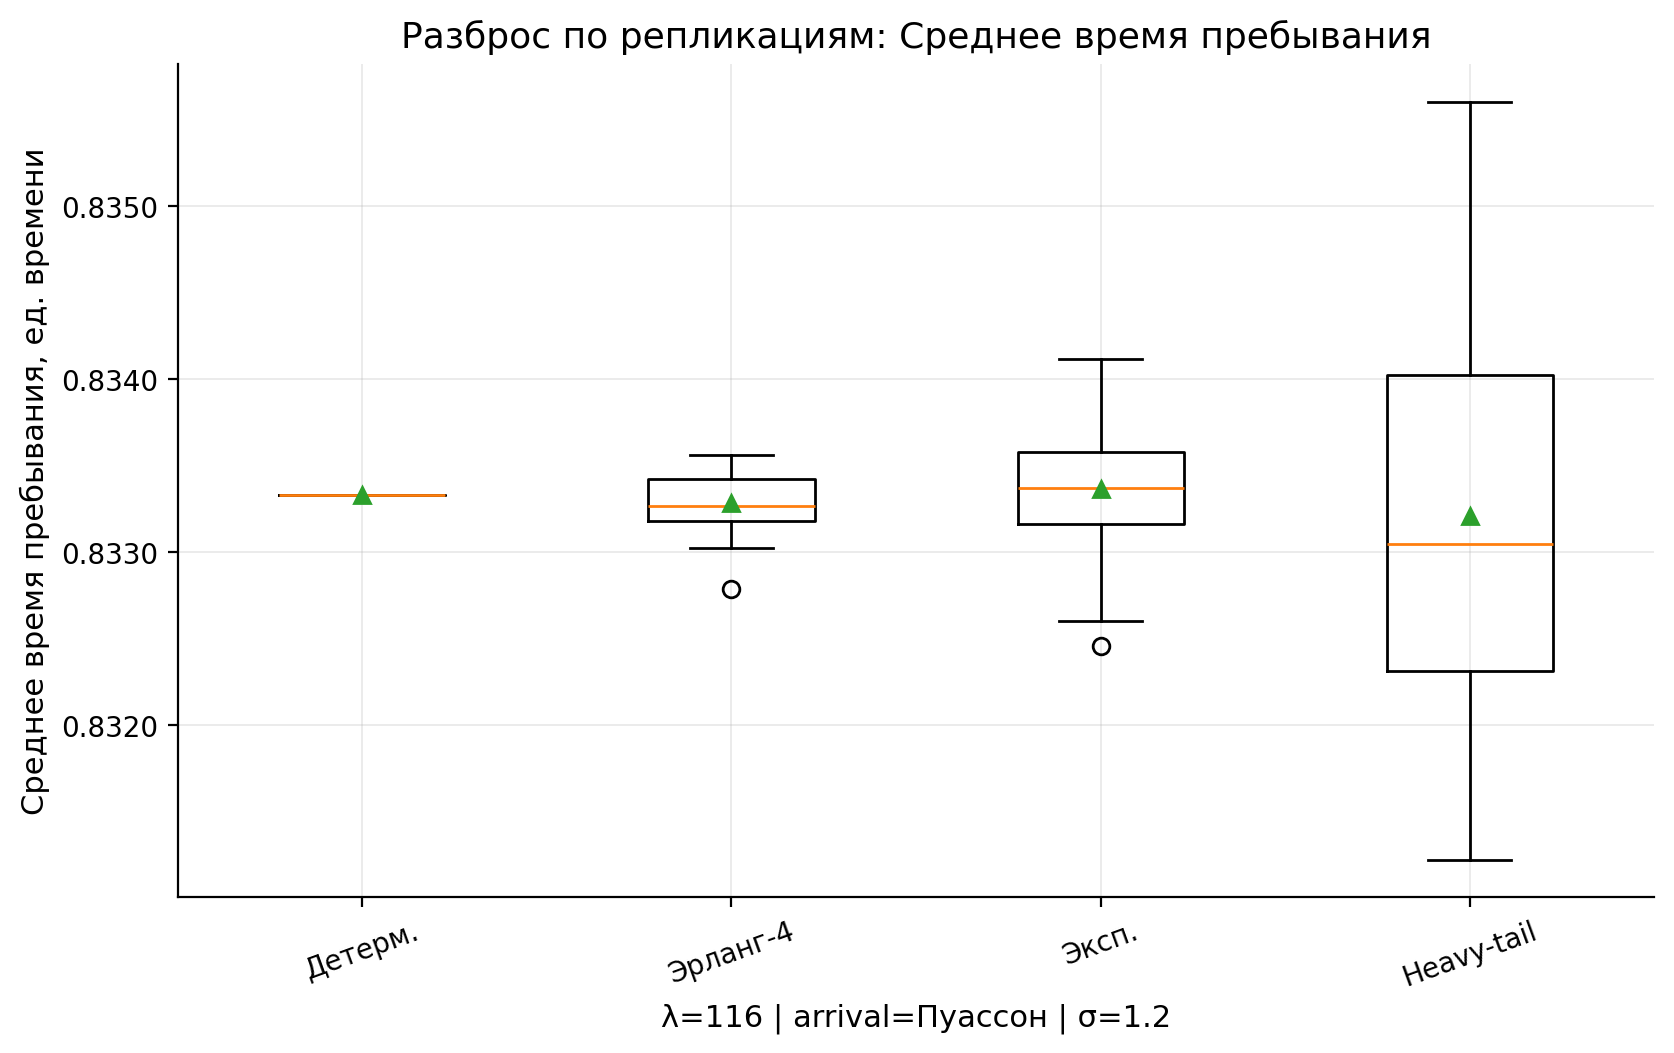 Разброс по репликациям: Среднее время пребывания
Среднее время пребывания, ед. времени
0.8350
0.8340
0.8330
0.8320
Детерм.
Эрланг-4
Эксп.
Heavy-tail
λ=116 | arrival=Пуассон | σ=1.2